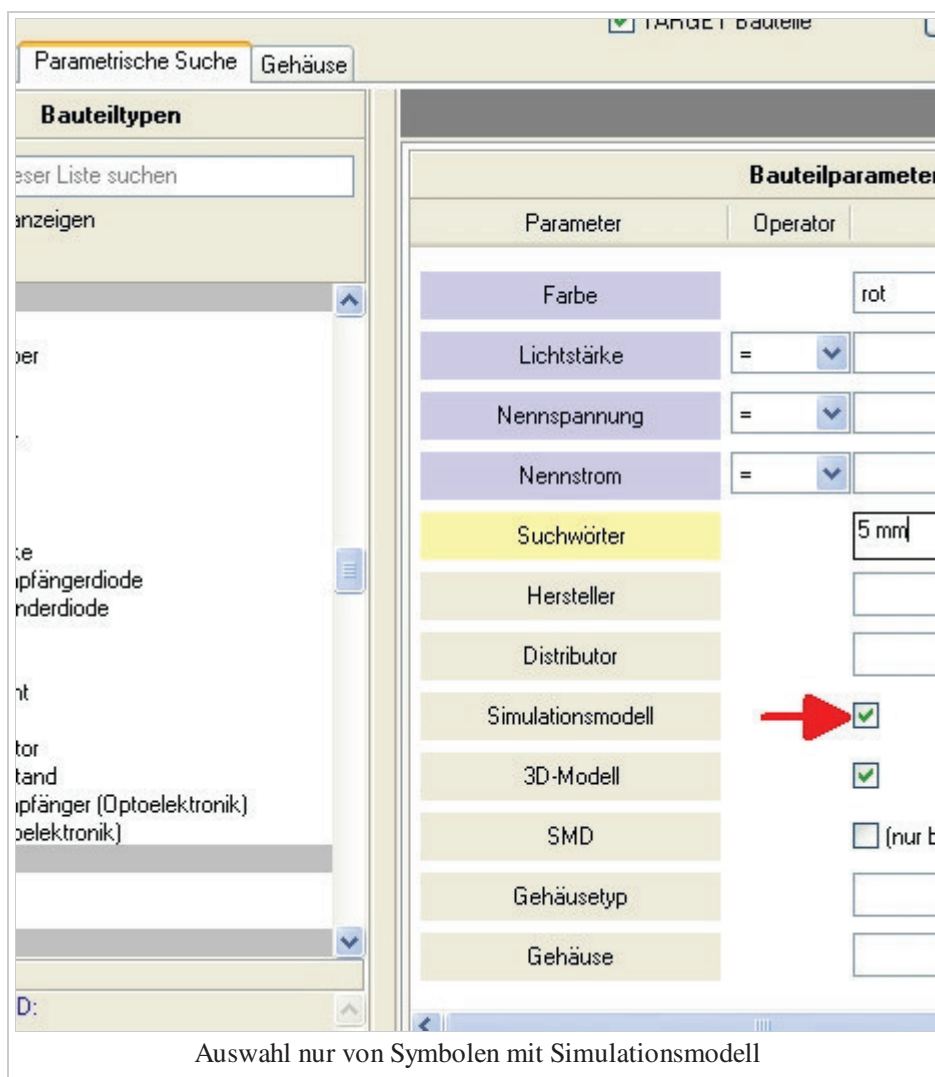 TARGET Bauteile
Parametrische Suche Gehäuse
Bauteiltypen
eser Liste suchen
anzeigen
er
ke
pfängerdiode
nderdiode
nt
tor
tand
pfänger (Optoelektronik)
oelektronik)
D:
Bauteilparameter
Parameter Operator
Farbe rot
Lichtstärke =
Nennspannung =
Nennstrom =
Suchwörter 5 mm
Hersteller
Distributor
Simulationsmodell
3D-Modell
SMD (nur b
Gehäusetyp
Gehäuse
Auswahl nur von Symbolen mit Simulationsmodell